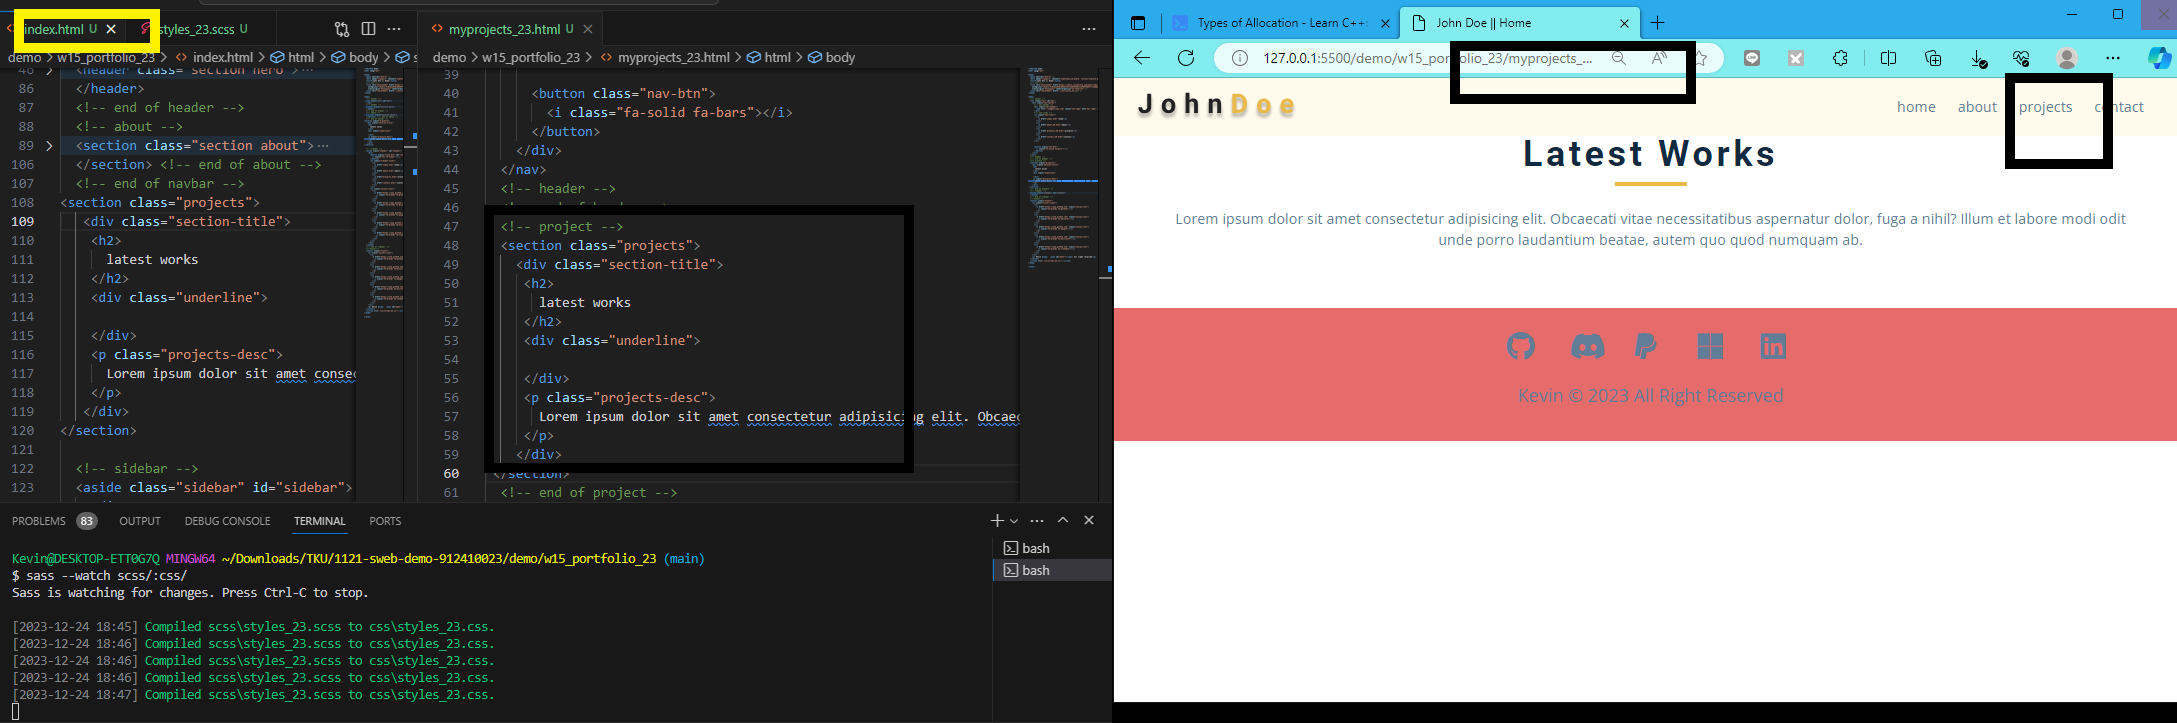 index.html U
styles_23.scss U
demo > w15_portfolio_23 > index.html > html > body >
46 <header class="section hero">…
86 </header>
87 <!-- end of header -->
88 <!-- about -->
89 <section class="section about">…
106 </section> <!-- end of about -->
107 <!-- end of navbar -->
108 <section class="projects">
109 <div class="section-title">
110 <h2>
111 latest works
112 </h2>
113 <div class="underline">
114
115 </div>
116 <p class="projects-desc">
117 Lorem ipsum dolor sit amet consec
118 </p>
119 </div>
120 </section>
121
122 <!-- sidebar -->
123 <aside class="sidebar" id="sidebar">
myprojects_23.html U
demo > w15_portfolio_23 > myprojects_23.html > html > body
39
40 <button class="nav-btn">
41 <i class="fa-solid fa-bars"></i>
42 </button>
43 </div>
44 </nav>
45 <!-- header -->
46
47 <!-- project -->
48 <section class="projects">
49 <div class="section-title">
50 <h2>
51 latest works
52 </h2>
53 <div class="underline">
54
55 </div>
56 <p class="projects-desc">
57 Lorem ipsum dolor sit amet consectetur adipisicing elit. Obcaec
58 </p>
59 </div>
60 </section>
61 <!-- end of project -->
PROBLEMS 83 OUTPUT DEBUG CONSOLE TERMINAL PORTS
Kevin@DESKTOP-ETT0G7Q MINGW64 ~/Downloads/TKU/1121-sweb-demo-912410023/demo/w15_portfolio_23 (main)
$ sass --watch scss/:css/
Sass is watching for changes. Press Ctrl-C to stop.
[2023-12-24 18:45] Compiled scss\styles_23.scss to css\styles_23.css.
[2023-12-24 18:46] Compiled scss\styles_23.scss to css\styles_23.css.
[2023-12-24 18:46] Compiled scss\styles_23.scss to css\styles_23.css.
[2023-12-24 18:46] Compiled scss\styles_23.scss to css\styles_23.css.
[2023-12-24 18:47] Compiled scss\styles_23.scss to css\styles_23.css.
bash
bash
Types of Allocation - Learn C++:
John Doe || Home
127.0.0.1:5500/demo/w15_portfolio_23/myprojects_...
JohnDoe
home about projects contact
Latest Works
Lorem ipsum dolor sit amet consectetur adipisicing elit. Obcaecati vitae necessitatibus aspernatur dolor, fuga a nihil? Illum et labore modi odit
unde porro laudantium beatae, autem quo quod numquam ab.
Kevin © 2023 All Right Reserved